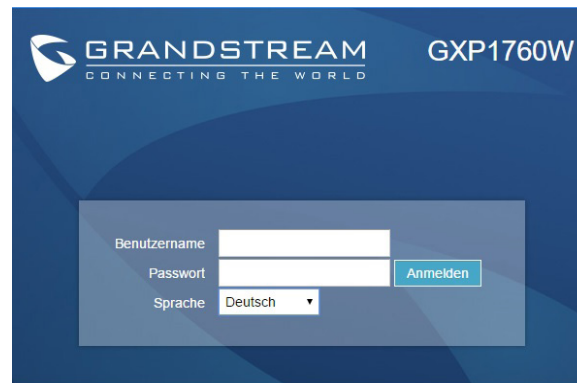 GRANDSTREAM GXP1760W
CONNECTING THE WORLD
Benutzername
Passwort Anmelden
Sprache Deutsch